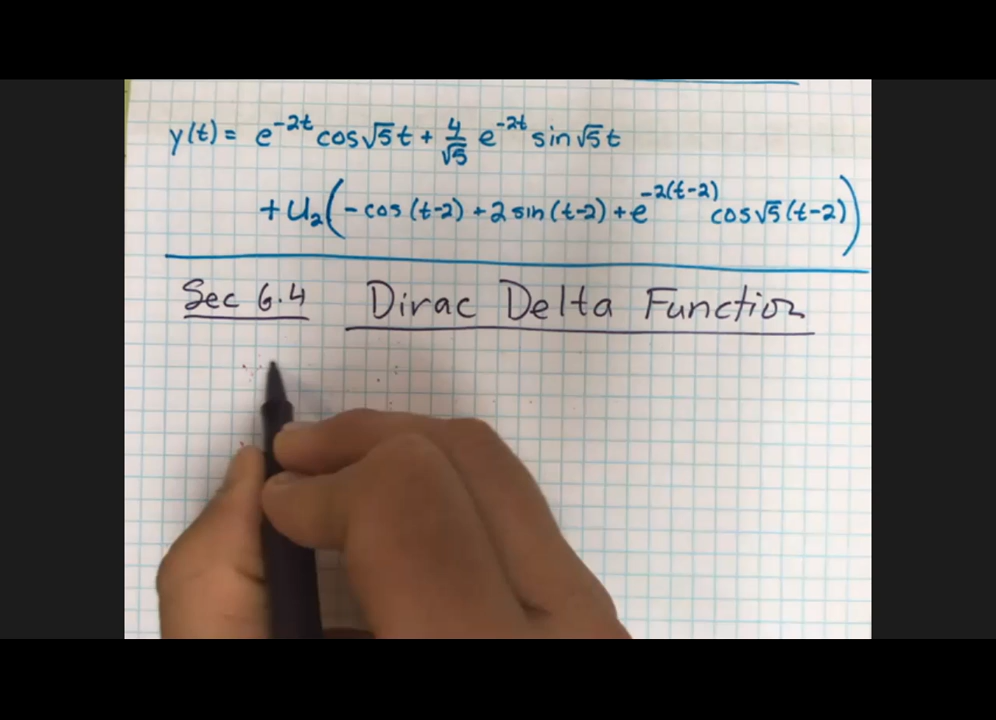 y(t) = e^{-2t} cos√5 t + 4/√5 e^{-2t} sin √5 t
+ U₂(-cos (t-2) + 2 sin (t-2) + e^{-2(t-2)} cos√5 (t-2))
Sec 6.4 Dirac Delta Function